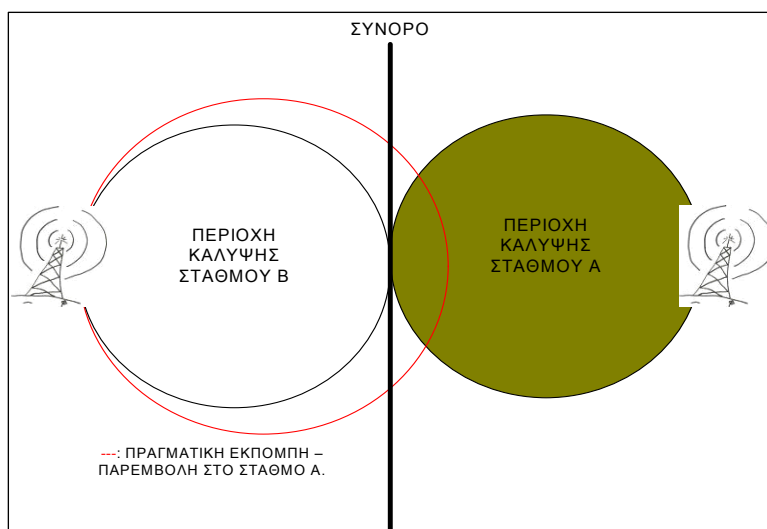 ΣΥΝΟΡΟ
ΠΕΡΙΟΧΗ
ΚΑΛΥΨΗΣ
ΣΤΑΘΜΟΥ Β
ΠΕΡΙΟΧΗ
ΚΑΛΥΨΗΣ
ΣΤΑΘΜΟΥ Α
---: ΠΡΑΓΜΑΤΙΚΗ ΕΚΠΟΜΠΗ –
ΠΑΡΕΜΒΟΛΗ ΣΤΟ ΣΤΑΘΜΟ Α.